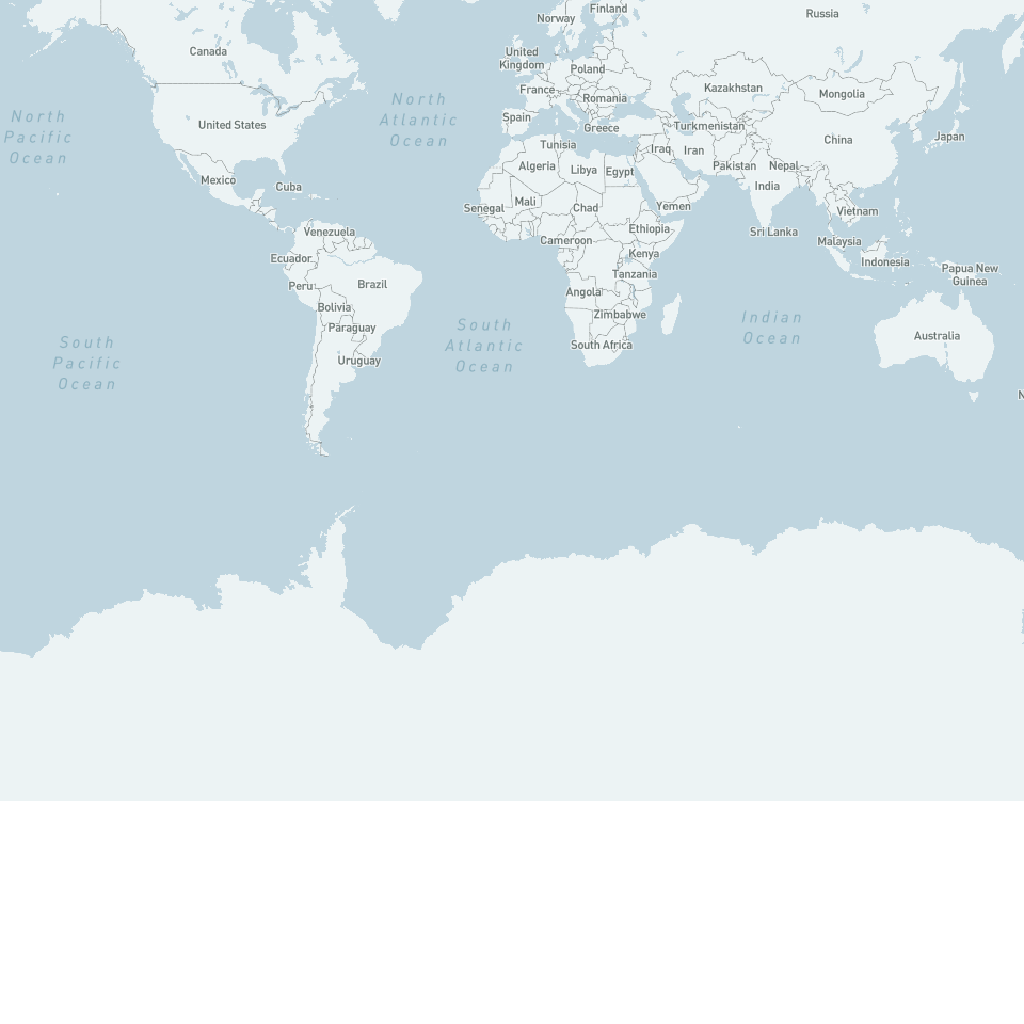 Finland
Russia
Norway
Canada
United
Kingdom
Poland
France
Kazakhstan
Mongolia
Romania
North
Atlantic
Ocean
North
Pacific
Ocean
United States
Spain
Greece
Turkmenistan
China
Japan
Tunisia
Iraq
Iran
Algeria
Libya
Egypt
Pakistan
Nepal
Mexico
Cuba
India
Mali
Senegal
Chad
Yemen
Vietnam
Venezuela
Ethiopia
Sri Lanka
Cameroon
Malaysia
Ecuador
Kenya
Indonesia
Papua New
Guinea
Peru
Brazil
Tanzania
Angola
Bolivia
Zimbabwe
Paraguay
South
Atlantic
Ocean
Indian
Ocean
Australia
South
Pacific
Ocean
South Africa
Uruguay